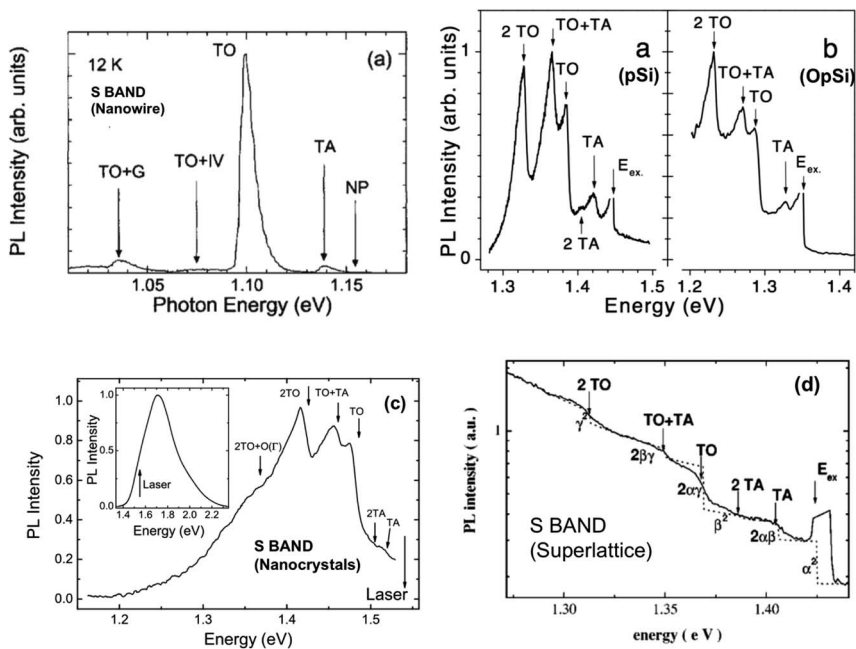 (a)
12 K
S BAND
(Nanowire)
TO
TO+G
TO+IV
TA
NP
PL Intensity (arb. units)
1.05
1.10
1.15
Photon Energy (eV)
a
(pSi)
2 TO
TO+TA
TO
TA
E ex.
2 TA
PL Intensity (arb. units)
1
0
1.3
1.4
1.5
b
(OpSi)
2 TO
TO+TA
TO
TA
E ex.
1.2
1.3
1.4
Energy (eV)
(c)
PL Intensity
1.0
0.8
0.6
0.4
0.2
0.0
1.2
1.3
1.4
1.5
Energy (eV)
PL Intensity
1.0
0.5
0.0
Laser
1.4 1.6 1.8 2.0 2.2
Energy (eV)
2TO+O(Γ)
2TO
TO+TA
TO
2TA
TA
S BAND
(Nanocrystals)
Laser
(d)
PL intensity ( a.u. )
1
2 TO
γ²
TO+TA
2βγ
TO
2αγ
2 TA
β²
TA
2αβ
E ex
α²
S BAND
(Superlattice)
1.30
1.35
1.40
energy ( e V )